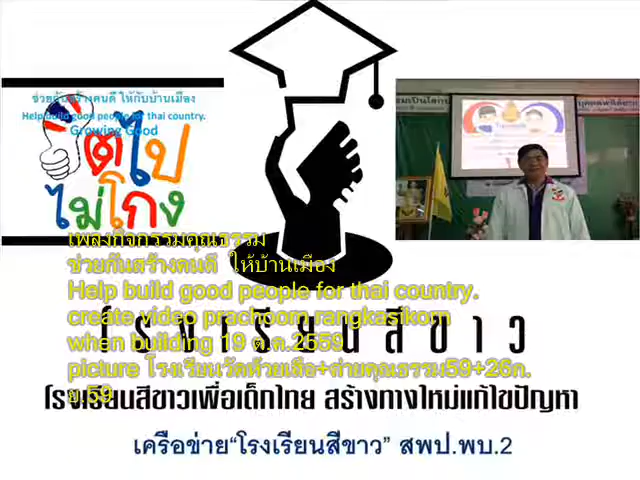 ช่วยกันสร้างคนดี ให้กับบ้านเมือง
Help build good people for thai country.
Growing Good
โตไป
ไม่โกง
เพลงกิจกรรมคุณธรรม
ช่วยกันสร้างคนดี ให้บ้านเมือง
Help build good people for thai country.
create video prachoom rangkasikorn
when building 19 ต.ค.2559
picture โรงเรียนวัดห้วยเสือ+ค่ายคุณธรรม59+26ก.
ย.59
โรงเรียนสีขาว
โรงเรียนสีขาวเพื่อเด็กไทย สร้างทางใหม่แก้ไขปัญหา
เครือข่าย“โรงเรียนสีขาว” สพป.พบ.2